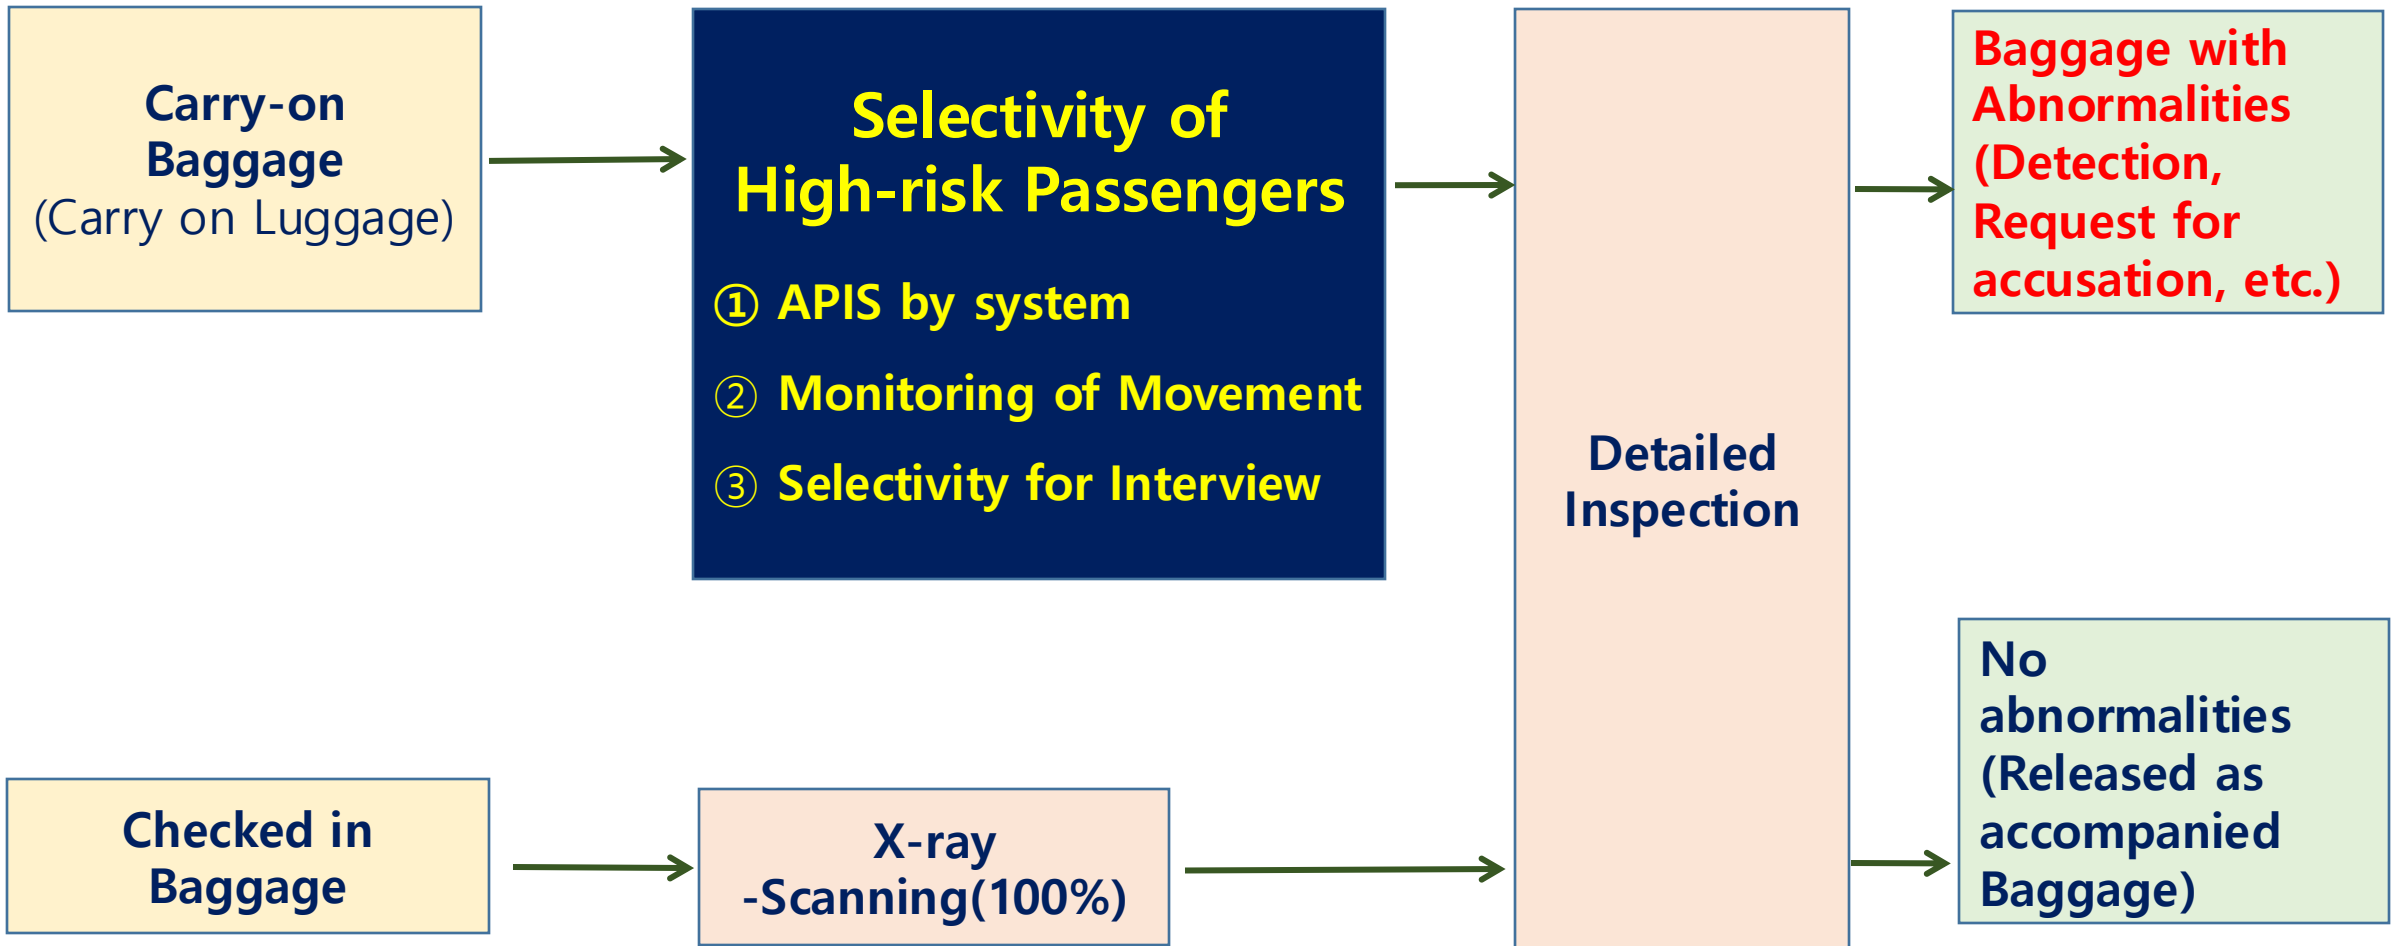 Carry-on
Baggage
(Carry on Luggage)
Selectivity of
High-risk Passengers
① APIS by system
② Monitoring of Movement
③ Selectivity for Interview
Detailed
Inspection
Baggage with
Abnormalities
(Detection,
Request for
accusation, etc.)
Checked in
Baggage
X-ray
-Scanning(100%)
No
abnormalities
(Released as
accompanied
Baggage)